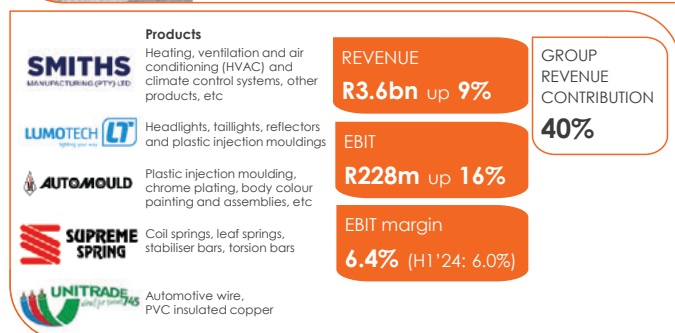 Products
SMITHS
MANUFACTURING (PTY) LTD
Heating, ventilation and air
conditioning (HVAC) and
climate control systems, other
products, etc
LUMOTECH LT
lighting your way
Headlights, taillights, reflectors
and plastic injection mouldings
AUTOMOULD
Plastic injection moulding,
chrome plating, body colour
painting and assemblies, etc
SUPREME
SPRING
Coil springs, leaf springs,
stabiliser bars, torsion bars
UNITRADE
745
Automotive wire,
PVC insulated copper
REVENUE
R3.6bn up 9%
EBIT
R228m up 16%
EBIT margin
6.4% (H1'24: 6.0%)
GROUP
REVENUE
CONTRIBUTION
40%